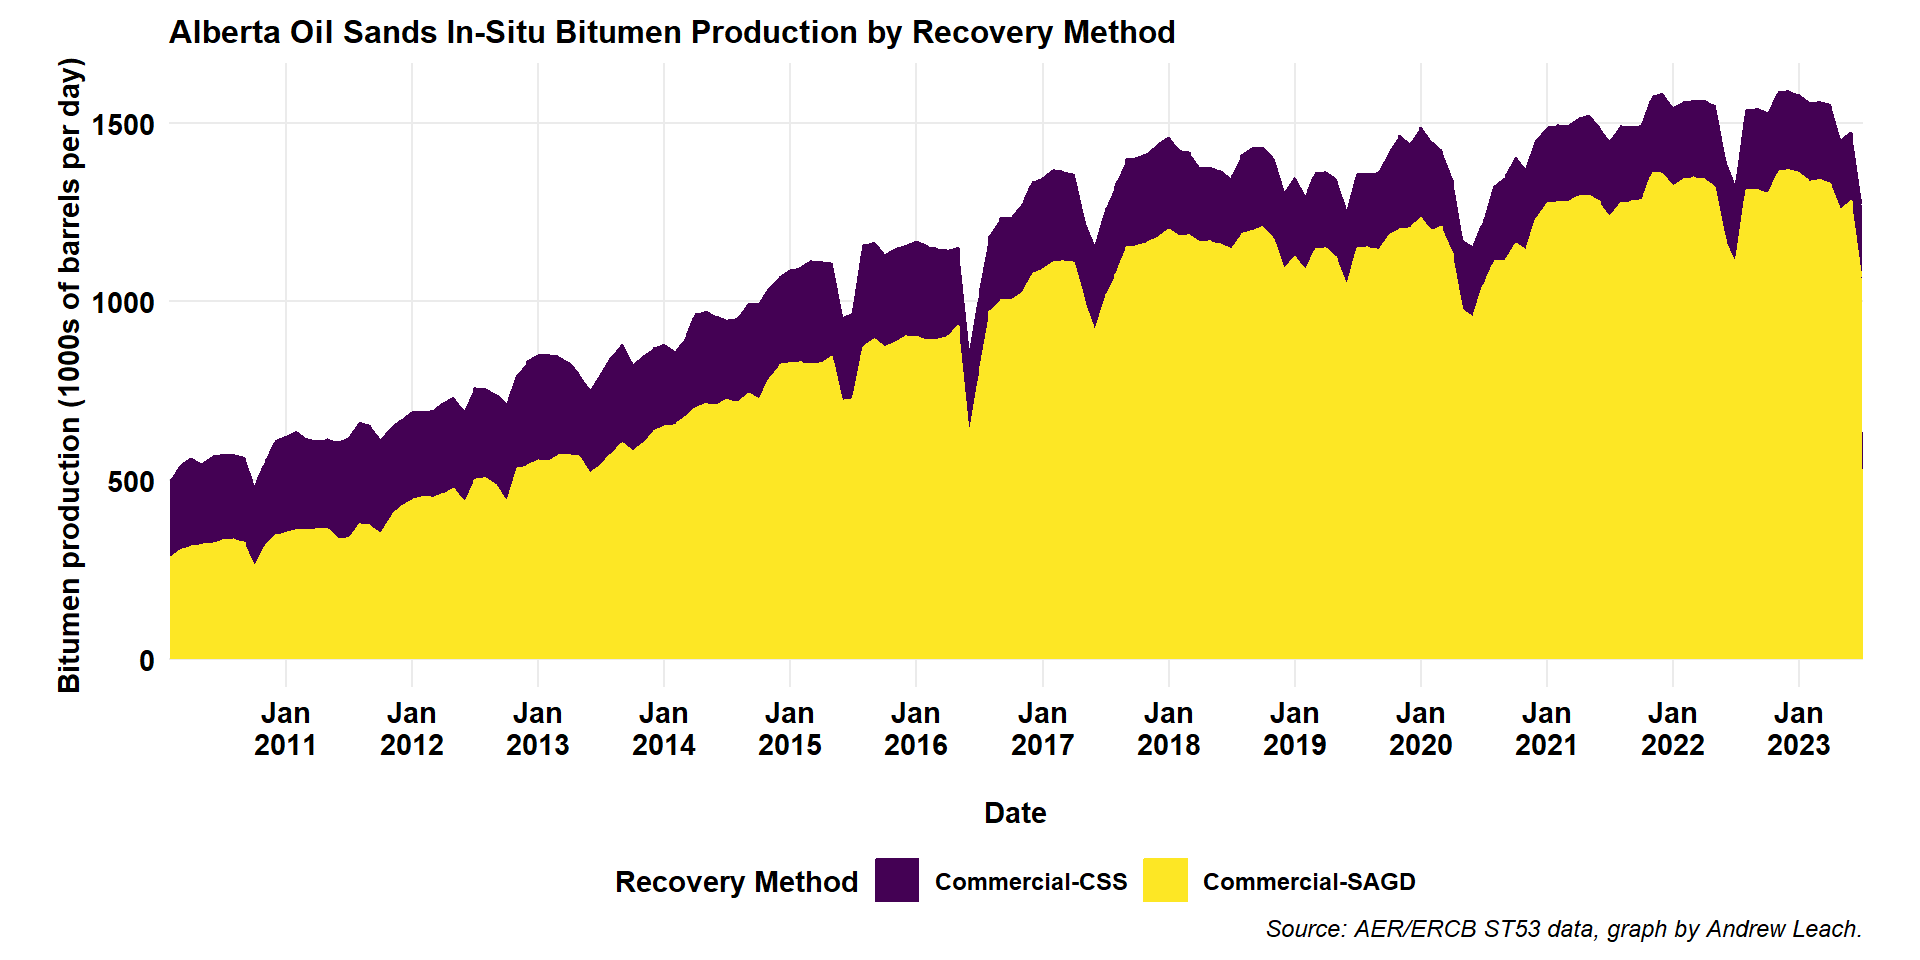 Alberta Oil Sands In-Situ Bitumen Production by Recovery Method
Bitumen production (1000s of barrels per day)
1500
1000
500
0
Jan 2011
Jan 2012
Jan 2013
Jan 2014
Jan 2015
Jan 2016
Jan 2017
Jan 2018
Jan 2019
Jan 2020
Jan 2021
Jan 2022
Jan 2023
Date
Recovery Method Commercial-CSS Commercial-SAGD
Source: AER/ERCB ST53 data, graph by Andrew Leach.